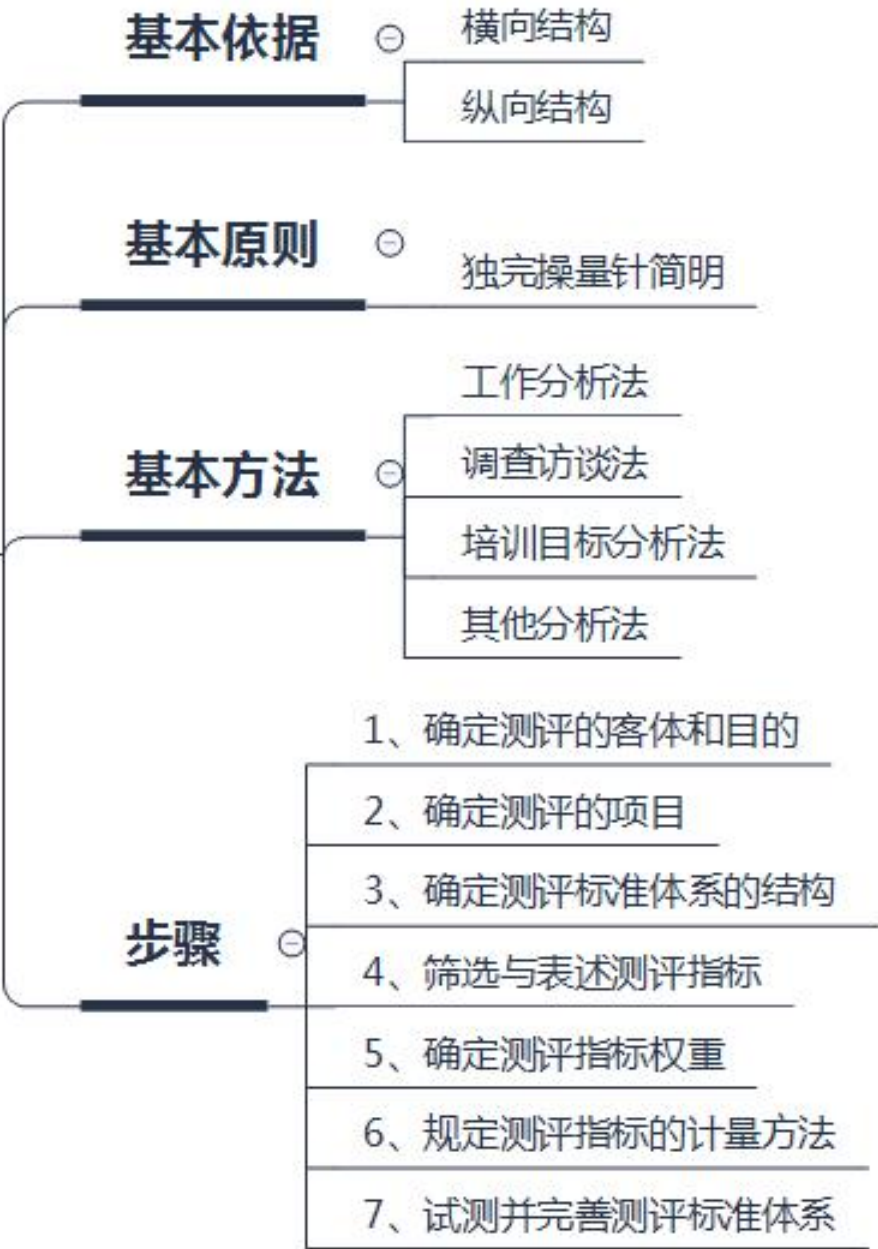 基本依据
横向结构
纵向结构
基本原则
独完操量针简明
基本方法
工作分析法
调查访谈法
培训目标分析法
其他分析法
步骤
1、确定测评的客体和目的
2、确定测评的项目
3、确定测评标准体系的结构
4、筛选与表述测评指标
5、确定测评指标权重
6、规定测评指标的计量方法
7、试测并完善测评标准体系